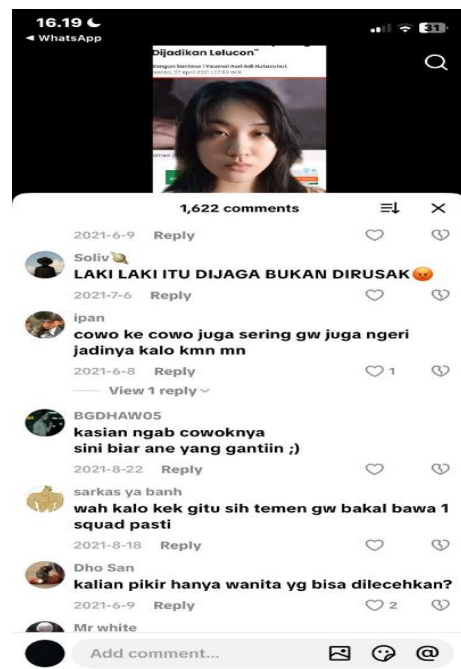 16.19
31
◄ WhatsApp
Dijadikan Lelucon"
1,622 comments
2021-6-9 Reply
Soliv
LAKI LAKI ITU DIJAGA BUKAN DIRUSAK😡
2021-7-6 Reply
ipan
cowo ke cowo juga sering gw juga ngeri
jadinya kalo kmn mn
2021-6-8 Reply 1
View 1 reply
BGDHAW05
kasian ngab cowoknya
sini biar ane yang gantiin ;)
2021-8-22 Reply
sarkas ya banh
wah kalo kek gitu sih temen gw bakal bawa 1
squad pasti
2021-8-18 Reply
Dho San
kalian pikir hanya wanita yg bisa dilecehkan?
2021-6-9 Reply 2
Mr white
Add comment...